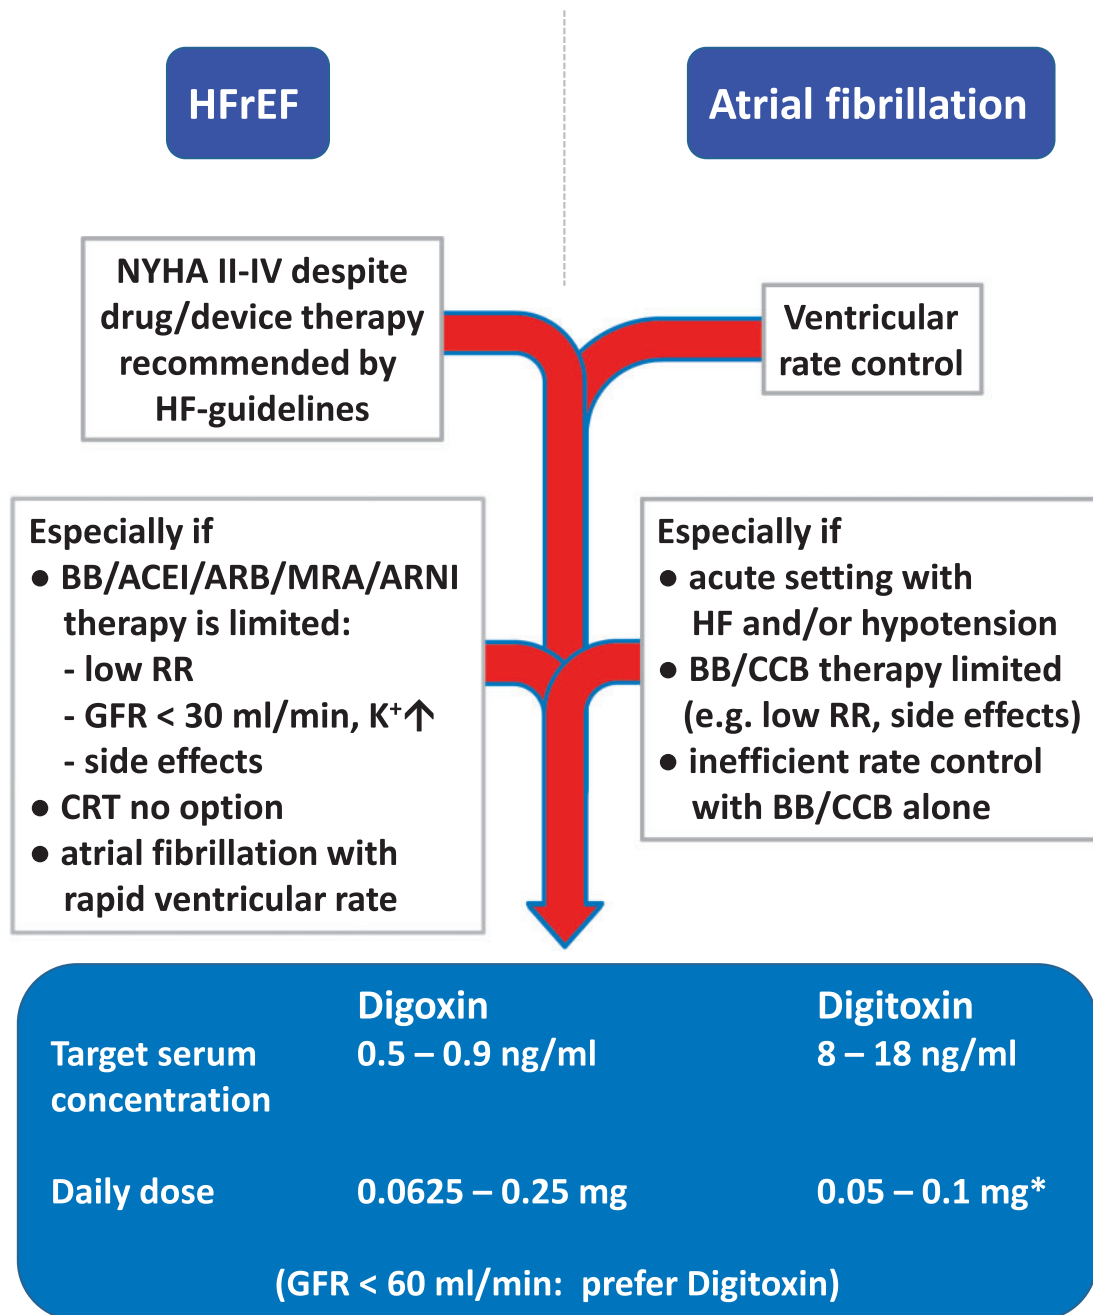 HFrEF
Atrial fibrillation
NYHA II-IV despite
drug/device therapy
recommended by
HF-guidelines
Ventricular
rate control
Especially if
● BB/ACEI/ARB/MRA/ARNI
therapy is limited:
- low RR
- GFR < 30 ml/min, K⁺↑
- side effects
● CRT no option
● atrial fibrillation with
rapid ventricular rate
Especially if
● acute setting with
HF and/or hypotension
● BB/CCB therapy limited
(e.g. low RR, side effects)
● inefficient rate control
with BB/CCB alone
Digoxin Digitoxin
Target serum 0.5 – 0.9 ng/ml 8 – 18 ng/ml
concentration
Daily dose 0.0625 – 0.25 mg 0.05 – 0.1 mg*
(GFR < 60 ml/min: prefer Digitoxin)